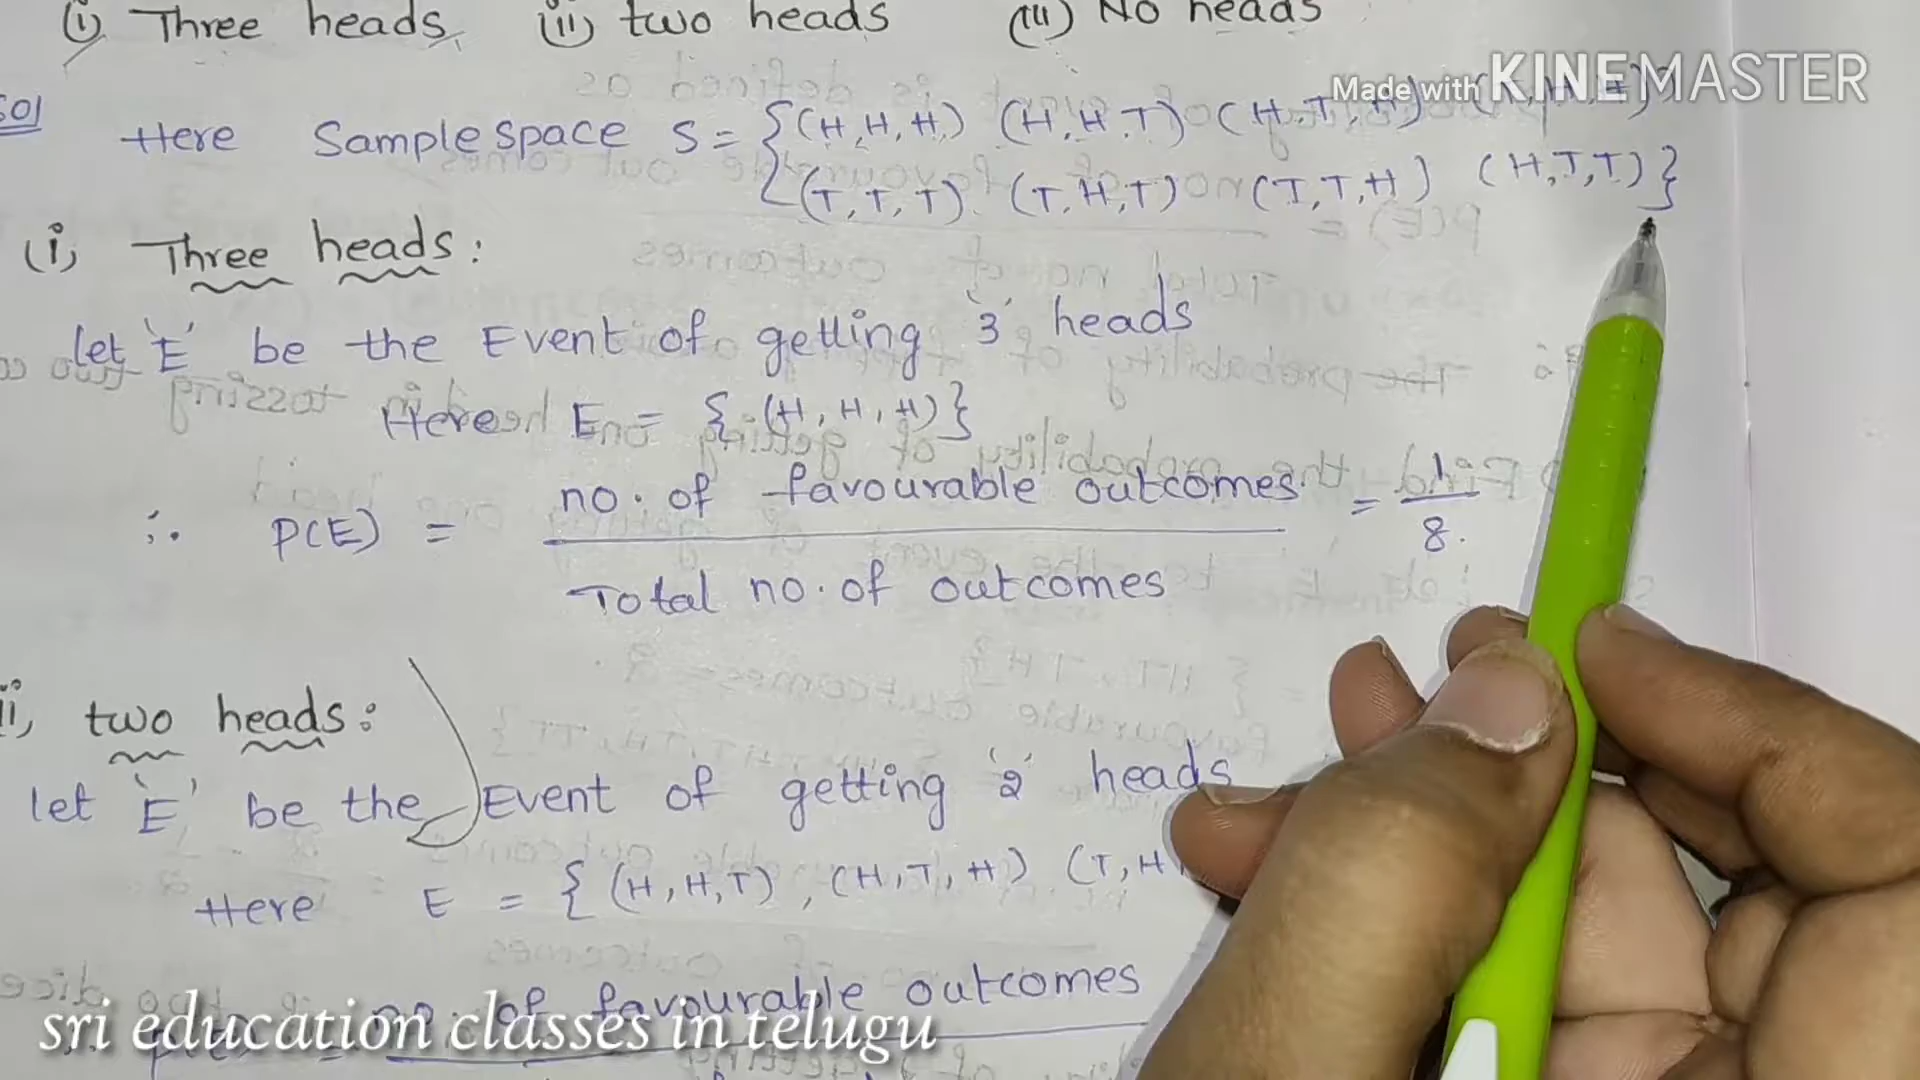 (i) Three heads (ii) two heads (iii) No heads
Made with KINEMASTER
Sol
Here Sample space S = {(H, H, H) (H, H, T) (H, T, H) (T, H, H)
(T, T, T) (T, H, T) (T, T, H) (H, T, T)}
(i) Three heads:
let 'E' be the Event of getting '3' heads
Here E = {(H, H, H)}
∴ P(E) = no. of favourable outcomes / Total no. of outcomes = 1/8.
ii) two heads:
let 'E' be the Event of getting '2' heads
Here E = { (H, H, T), (H, T, H) (T, H
no. of favourable outcomes
sri education classes in telugu